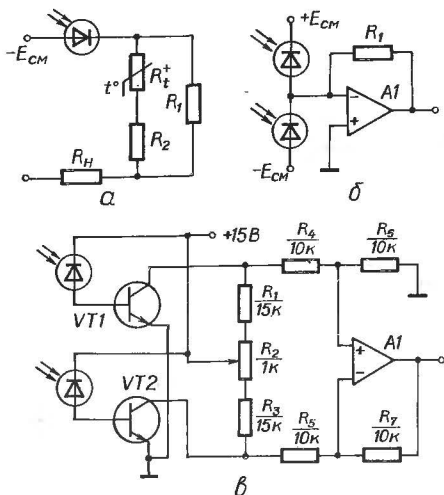 −Eсм
t°
Rt+
R1
R2
Rн
а
+Eсм
R1
−
+
A1
−Eсм
б
+15В
VT1
R4
10к
R6
10к
R1
15к
R2
1к
A1
+
−
VT2
R3
15к
R5
10к
R7
10к
в